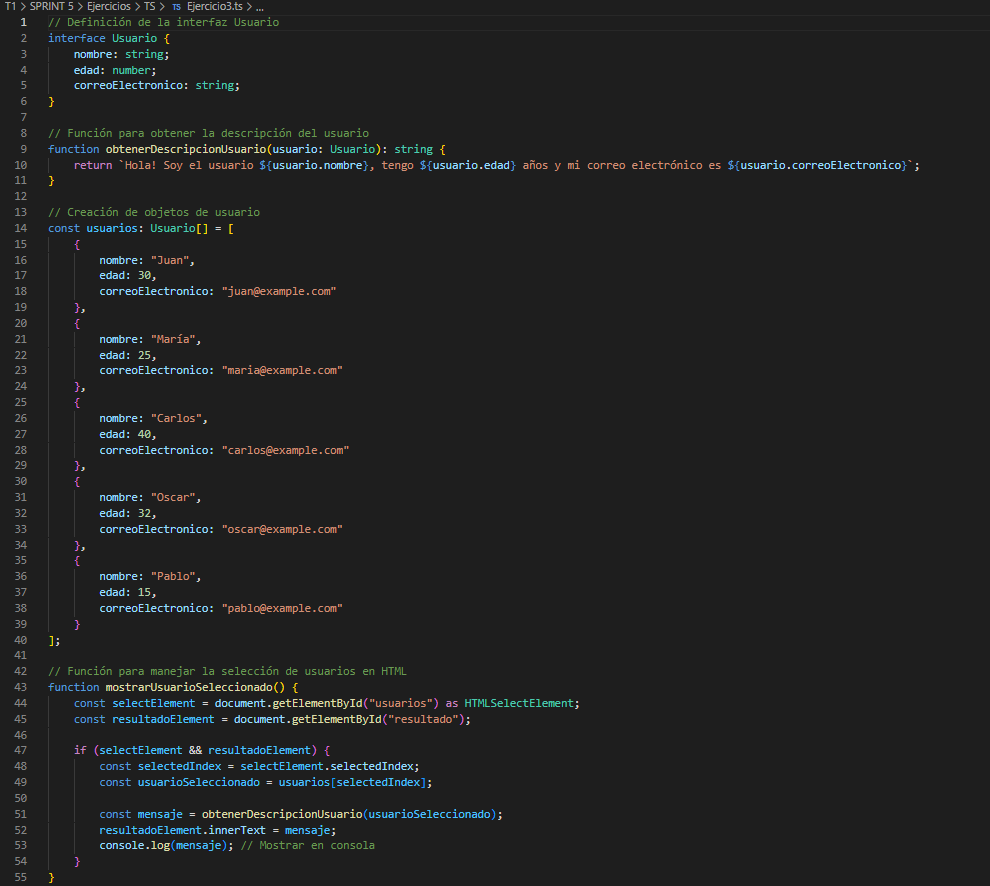 T1 > SPRINT 5 > Ejercicios > TS > TS Ejercicio3.ts > ...
1 // Definición de la interfaz Usuario
2 interface Usuario {
3     nombre: string;
4     edad: number;
5     correoElectronico: string;
6 }
7
8 // Función para obtener la descripción del usuario
9 function obtenerDescripcionUsuario(usuario: Usuario): string {
10     return `Hola! Soy el usuario ${usuario.nombre}, tengo ${usuario.edad} años y mi correo electrónico es ${usuario.correoElectronico}`;
11 }
12
13 // Creación de objetos de usuario
14 const usuarios: Usuario[] = [
15     {
16         nombre: "Juan",
17         edad: 30,
18         correoElectronico: "juan@example.com"
19     },
20     {
21         nombre: "María",
22         edad: 25,
23         correoElectronico: "maria@example.com"
24     },
25     {
26         nombre: "Carlos",
27         edad: 40,
28         correoElectronico: "carlos@example.com"
29     },
30     {
31         nombre: "Oscar",
32         edad: 32,
33         correoElectronico: "oscar@example.com"
34     },
35     {
36         nombre: "Pablo",
37         edad: 15,
38         correoElectronico: "pablo@example.com"
39     }
40 ];
41
42 // Función para manejar la selección de usuarios en HTML
43 function mostrarUsuarioSeleccionado() {
44     const selectElement = document.getElementById("usuarios") as HTMLSelectElement;
45     const resultadoElement = document.getElementById("resultado");
46
47     if (selectElement && resultadoElement) {
48         const selectedIndex = selectElement.selectedIndex;
49         const usuarioSeleccionado = usuarios[selectedIndex];
50
51         const mensaje = obtenerDescripcionUsuario(usuarioSeleccionado);
52         resultadoElement.innerText = mensaje;
53         console.log(mensaje); // Mostrar en consola
54     }
55 }